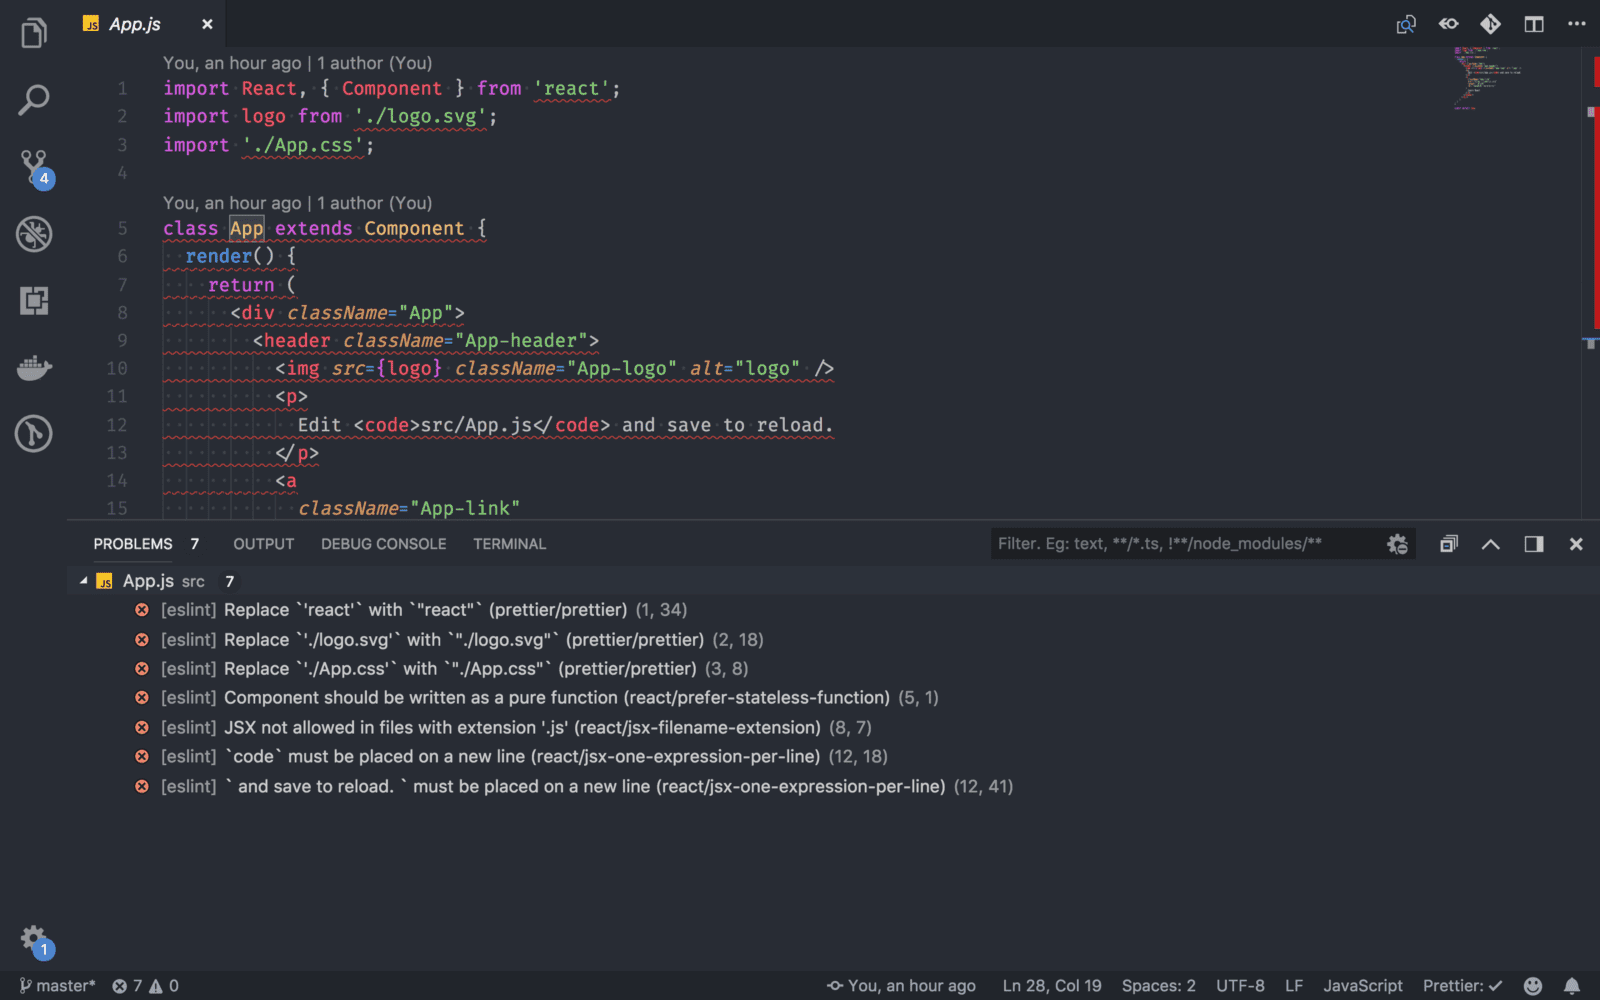 JS App.js ×
You, an hour ago | 1 author (You)
1 import React, { Component } from 'react';
2 import logo from './logo.svg';
3 import './App.css';
4
You, an hour ago | 1 author (You)
5 class App extends Component {
6 render() {
7 return (
8 <div className="App">
9 <header className="App-header">
10 <img src={logo} className="App-logo" alt="logo" />
11 <p>
12 Edit <code>src/App.js</code> and save to reload.
13 </p>
14 <a
15 className="App-link"
4
PROBLEMS 7 OUTPUT DEBUG CONSOLE TERMINAL Filter. Eg: text, **/*.ts, !**/node_modules/**
JS App.js src 7
[eslint] Replace `'react'` with `"react"` (prettier/prettier) (1, 34)
[eslint] Replace `'./logo.svg'` with `"./logo.svg"` (prettier/prettier) (2, 18)
[eslint] Replace `'./App.css'` with `"./App.css"` (prettier/prettier) (3, 8)
[eslint] Component should be written as a pure function (react/prefer-stateless-function) (5, 1)
[eslint] JSX not allowed in files with extension '.js' (react/jsx-filename-extension) (8, 7)
[eslint] `code` must be placed on a new line (react/jsx-one-expression-per-line) (12, 18)
[eslint] ` and save to reload. ` must be placed on a new line (react/jsx-one-expression-per-line) (12, 41)
1
master* 7 0 You, an hour ago Ln 28, Col 19 Spaces: 2 UTF-8 LF JavaScript Prettier: ✓